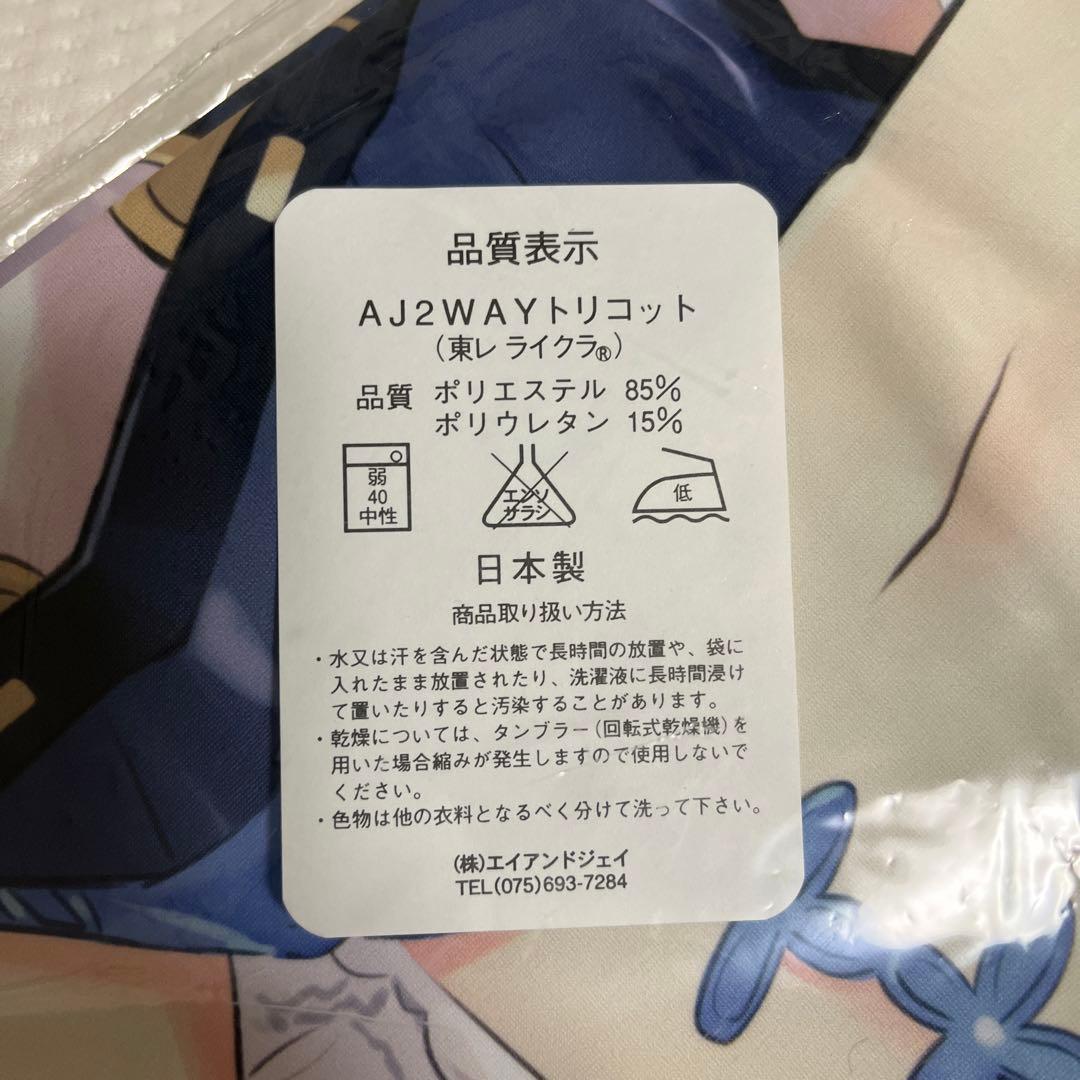 品質表示
AJ2WAYトリコット
(東レ ライクラ®)
品質 ポリエステル 85%
ポリウレタン 15%
弱
40
中性
エンソ
サラシ
低
日本製
商品取り扱い方法
・水又は汗を含んだ状態で長時間の放置や、袋に
入れたまま放置されたり、洗濯液に長時間浸け
て置いたりすると汚染することがあります。
・乾燥については、タンブラー(回転式乾燥機)を
用いた場合縮みが発生しますので使用しないで
ください。
・色物は他の衣料となるべく分けて洗って下さい。
(株)エイアンドジェイ
TEL(075)693-7284